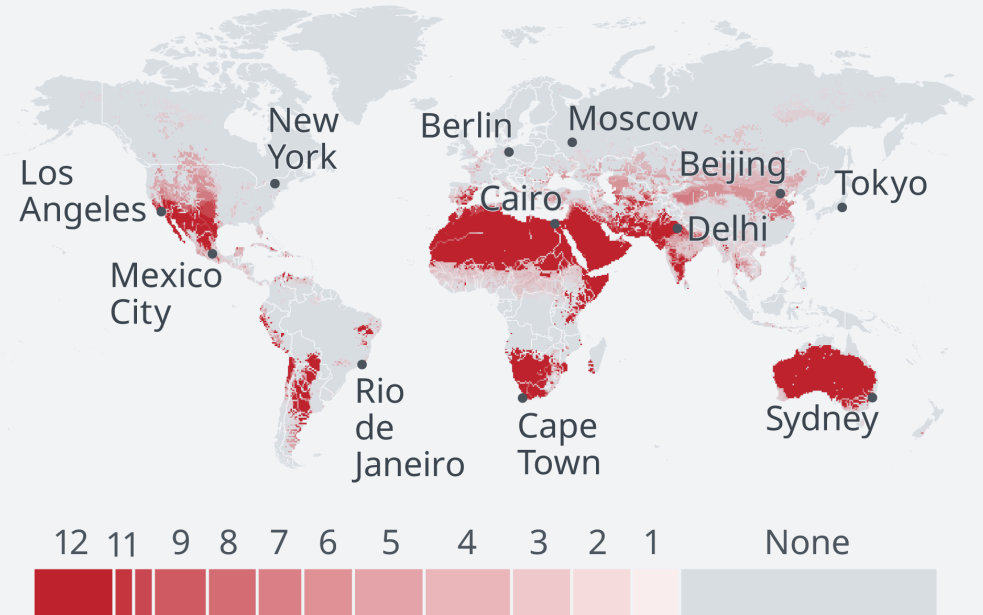 New
York
Berlin
Moscow
Los
Angeles
Cairo
Beijing
Tokyo
Delhi
Mexico
City
Rio
de
Janeiro
Cape
Town
Sydney
12 11 9 8 7 6 5 4 3 2 1 None